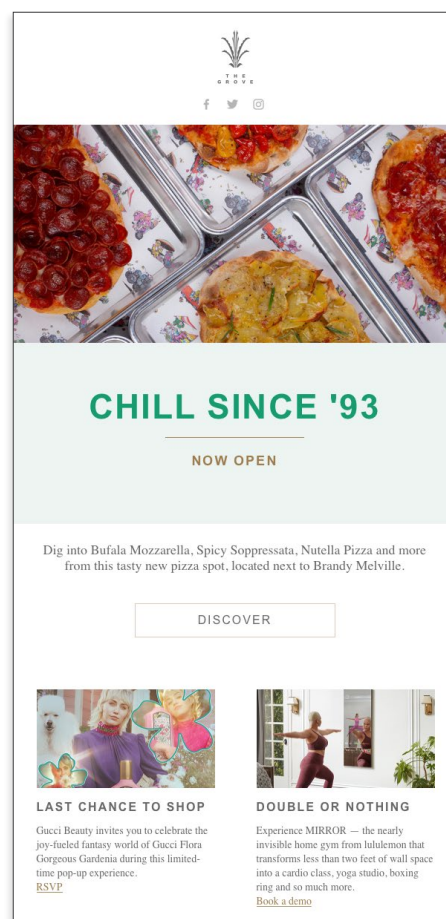 THE
GROVE
CHILL SINCE '93
NOW OPEN
Dig into Bufala Mozzarella, Spicy Soppressata, Nutella Pizza and more
from this tasty new pizza spot, located next to Brandy Melville.
DISCOVER
LAST CHANCE TO SHOP
Gucci Beauty invites you to celebrate the
joy-fueled fantasy world of Gucci Flora
Gorgeous Gardenia during this limited-
time pop-up experience.
RSVP
DOUBLE OR NOTHING
Experience MIRROR — the nearly
invisible home gym from lululemon that
transforms less than two feet of wall space
into a cardio class, yoga studio, boxing
ring and so much more.
Book a demo